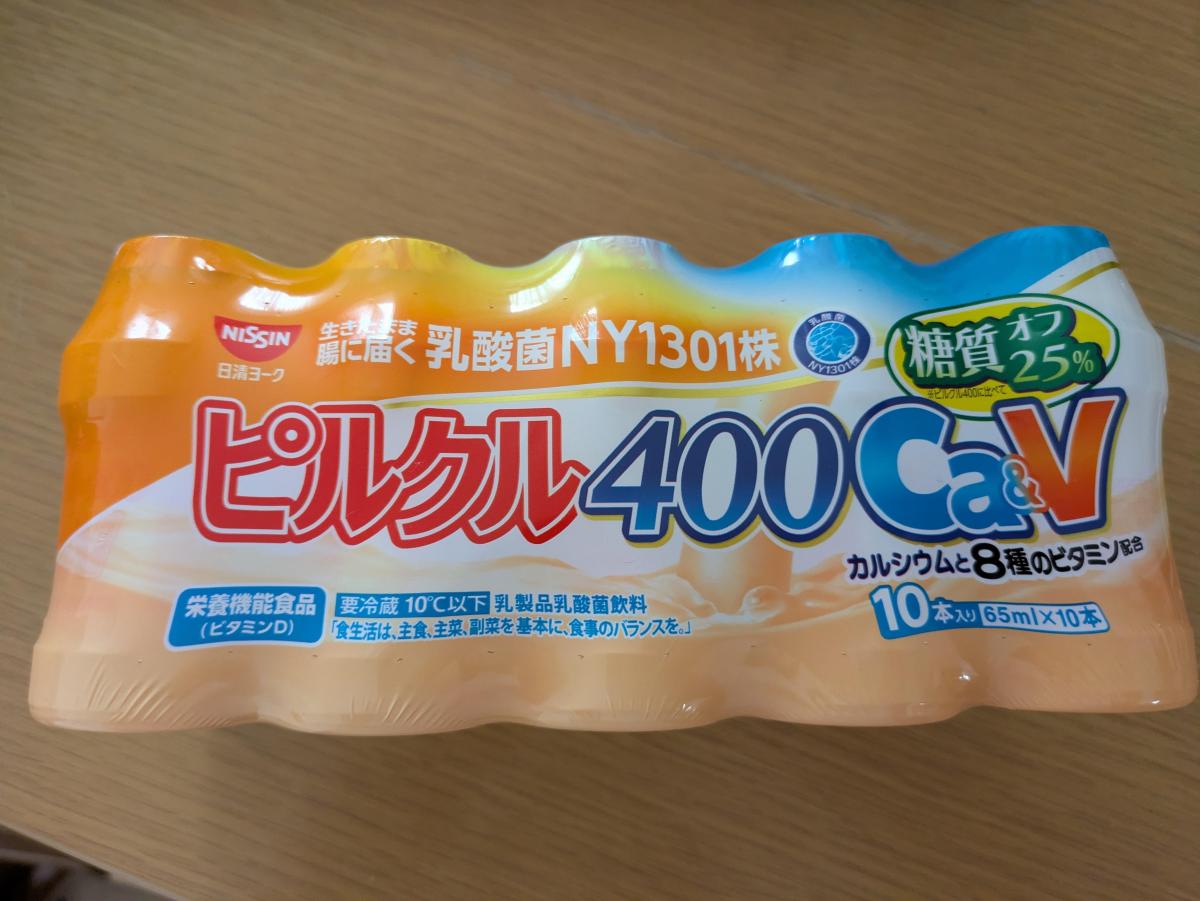 NISSIN
日清ヨーク
生きたまま
腸に届く 乳酸菌NY1301株
乳酸菌
NY1301株
糖質オフ
25%
※ピルクル400に比べて
ピルクル400 Ca&V
カルシウムと8種のビタミン配合
栄養機能食品
(ビタミンD)
要冷蔵 10℃以下 乳製品乳酸菌飲料
「食生活は、主食、主菜、副菜を基本に、食事のバランスを。」
10本入り 65ml×10本